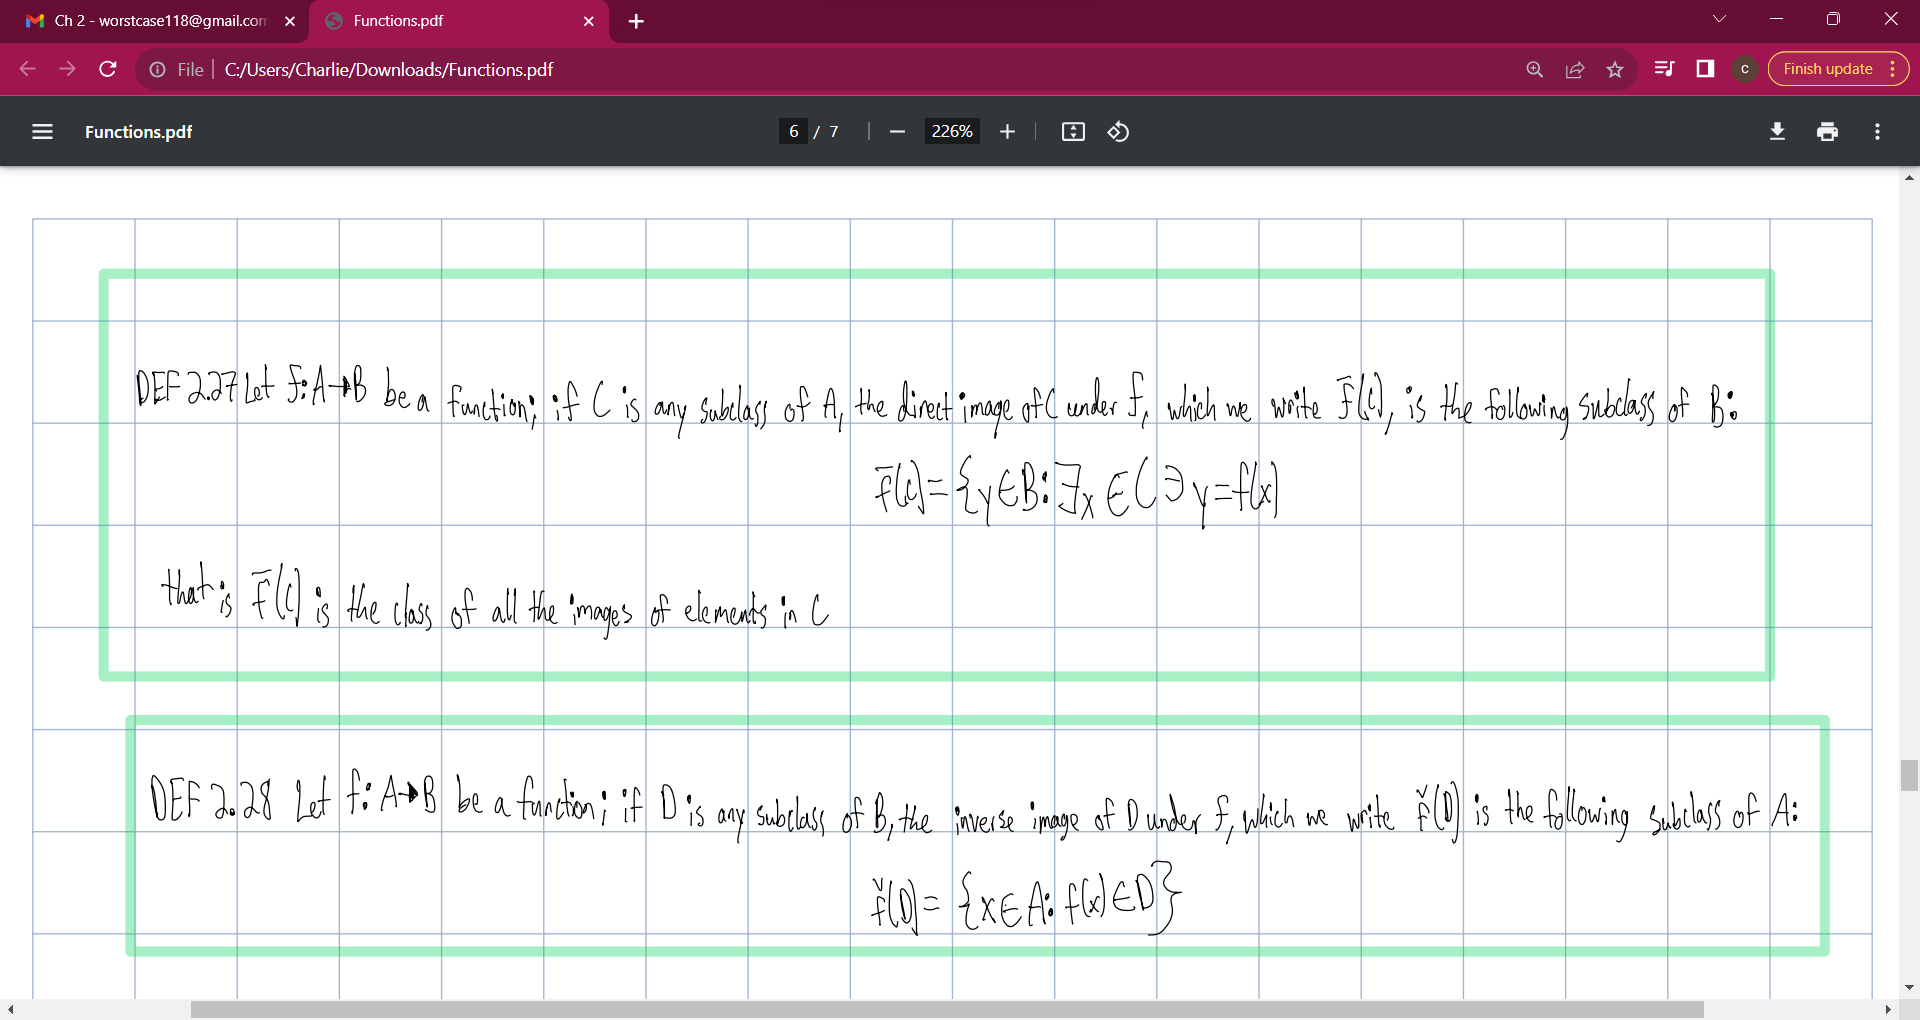 Ch 2 - worstcase118@gmail.com
Functions.pdf
File
C:/Users/Charlie/Downloads/Functions.pdf
C
Finish update
Functions.pdf
6 / 7
226%
DEF 2.27 Let f:A→B be a function; if C is any subclass of A, the direct image of C under f, which we write f̄(C), is the following subclass of B:
f̄(C)={y∈B:∃x∈C∋y=f(x)
that is f̄(C) is the class of all the images of elements in C
DEF 2.28 Let f:A→B be a function; if D is any subclass of B, the inverse image of D under f, which we write f̌(D) is the following subclass of A:
f̌(D)={x∈A:f(x)∈D}